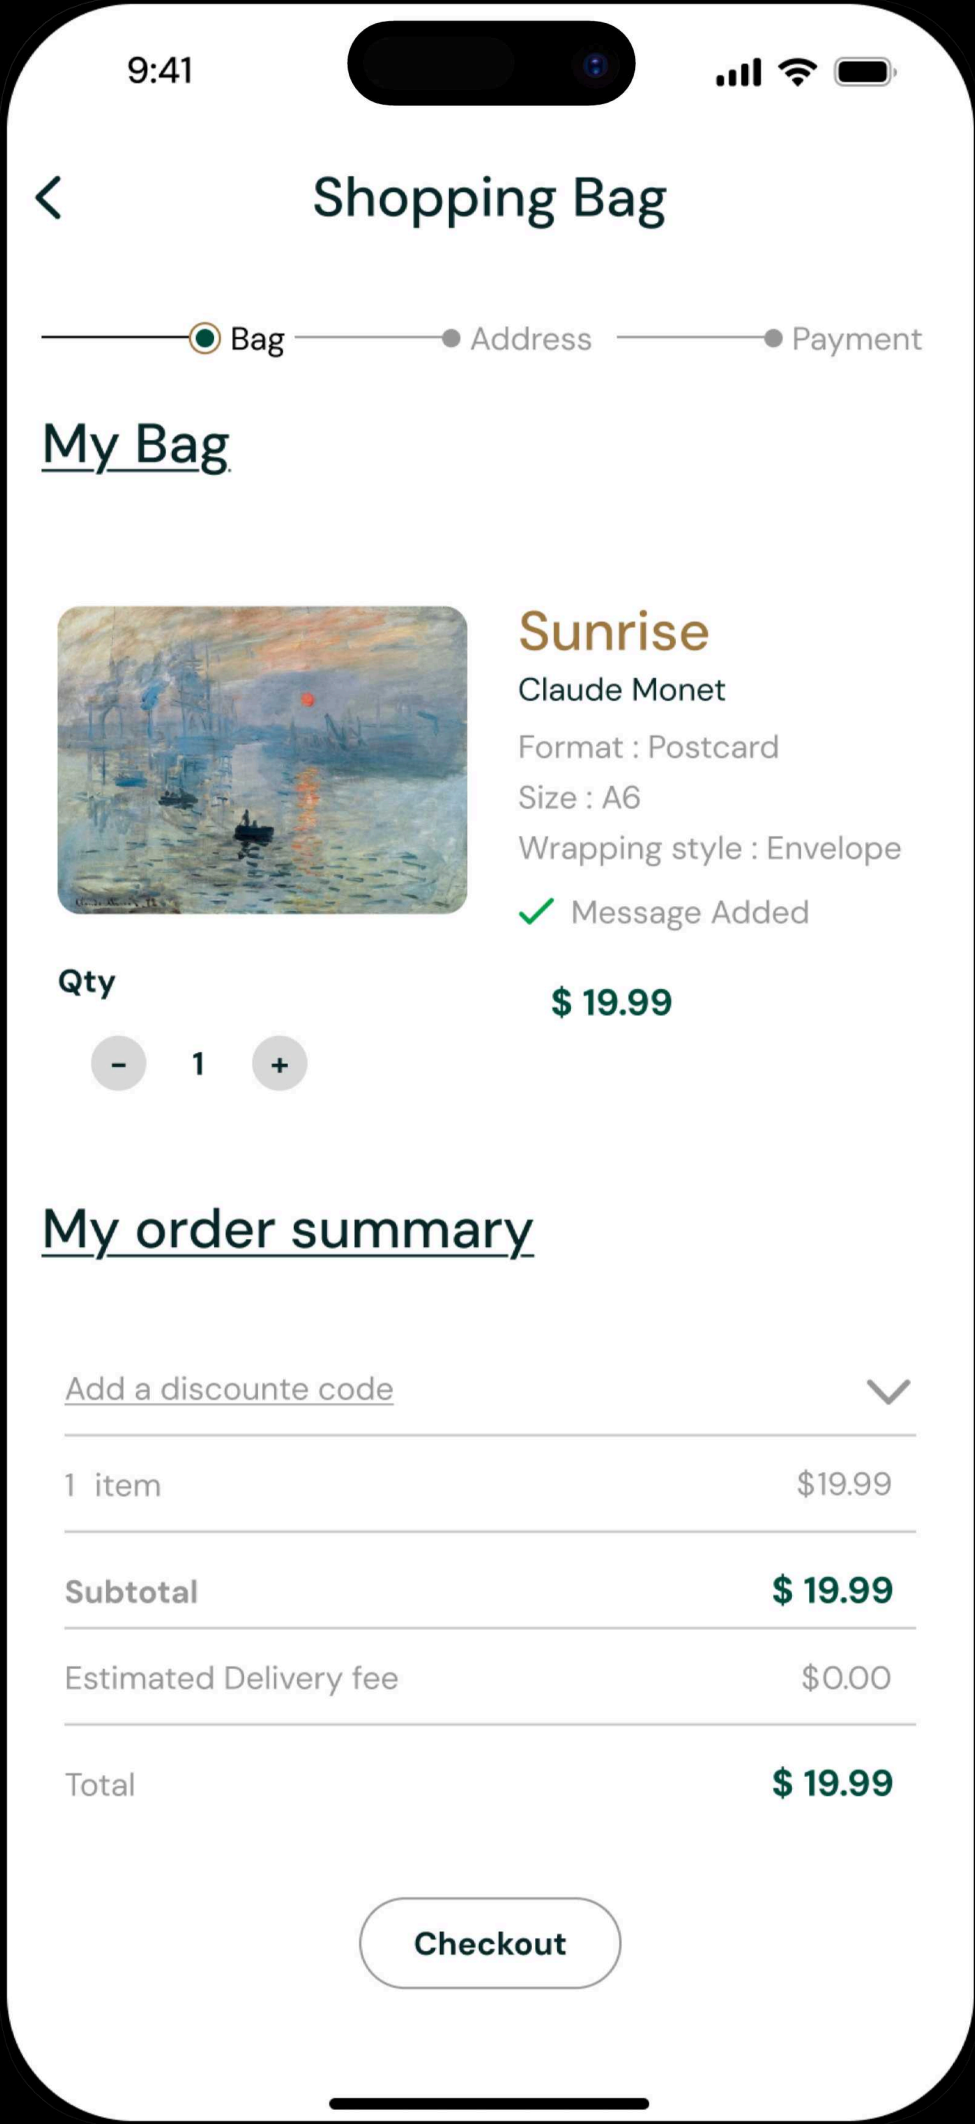 9:41
Shopping Bag
Bag Address Payment
My Bag
Sunrise
Claude Monet
Format : Postcard
Size : A6
Wrapping style : Envelope
Message Added
Qty
$ 19.99
- 1 +
My order summary
Add a discounte code
1 item $19.99
Subtotal $ 19.99
Estimated Delivery fee $0.00
Total $ 19.99
Checkout